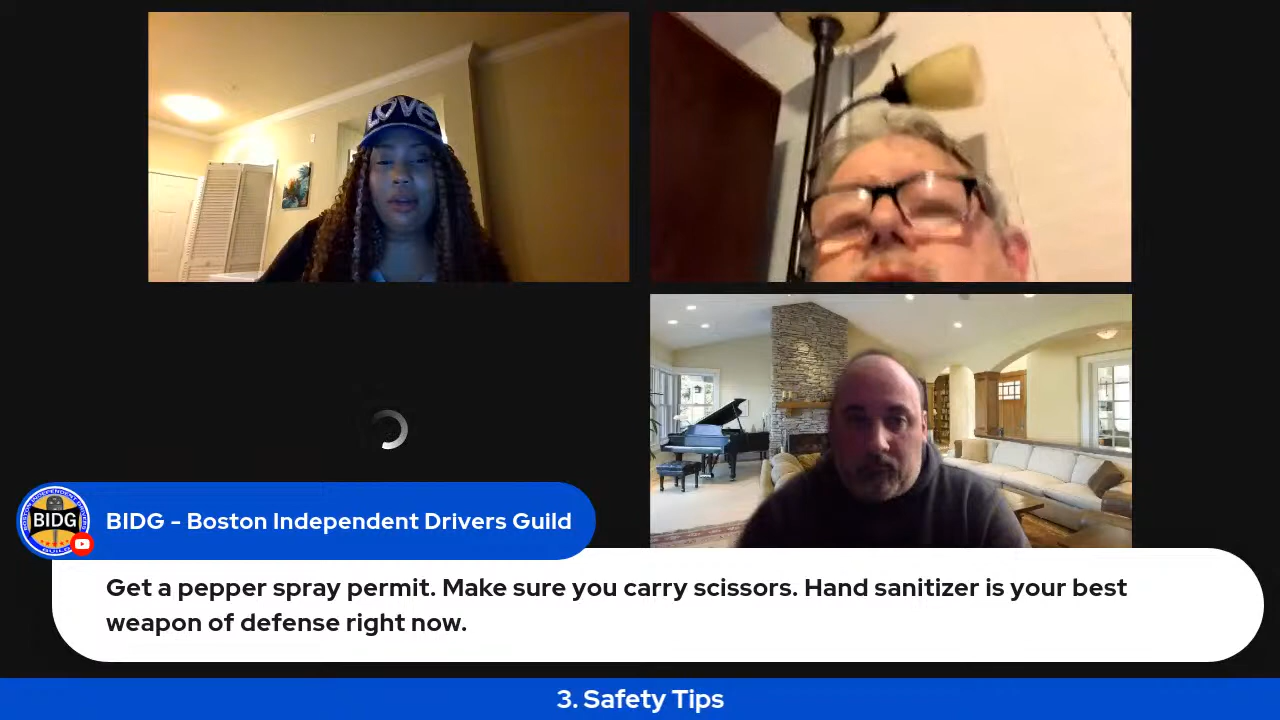 LOVE
BIDG
BIDG - Boston Independent Drivers Guild
Get a pepper spray permit. Make sure you carry scissors. Hand sanitizer is your best
weapon of defense right now.
3. Safety Tips